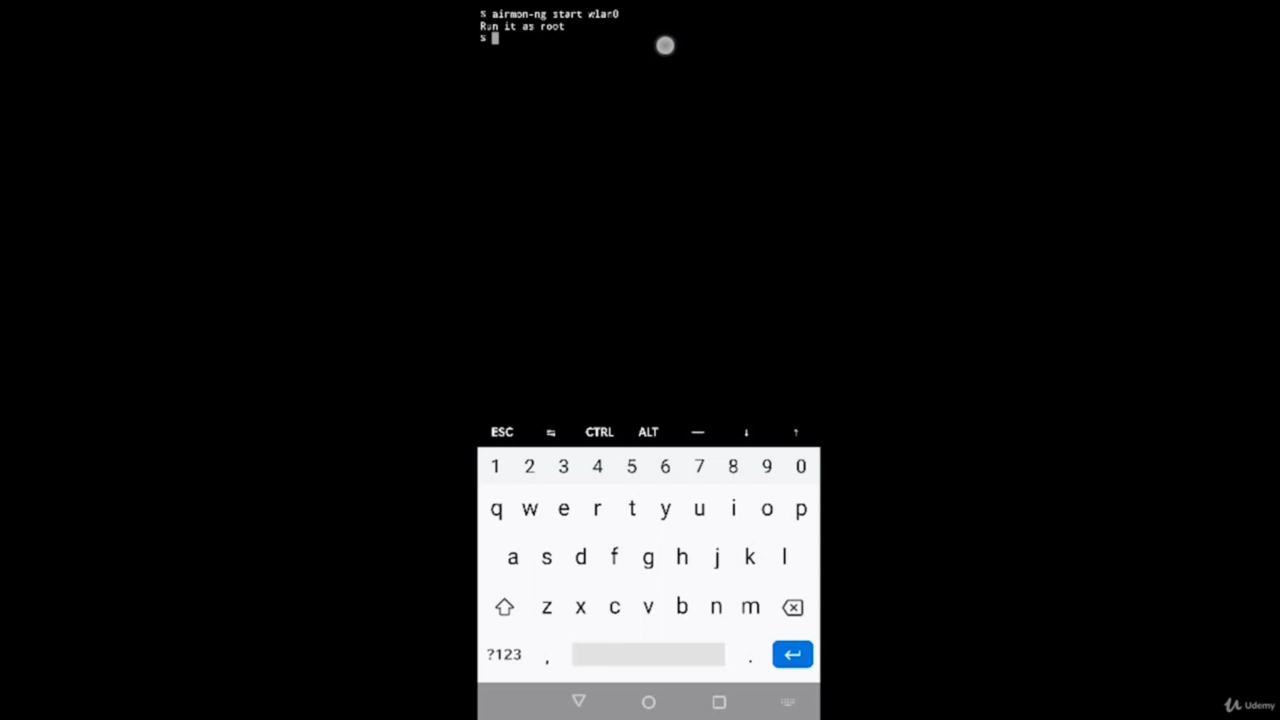 $ airmon-ng start wlan0
Run it as root
$
ESC ⇆ CTRL ALT — ↓ ↑
1 2 3 4 5 6 7 8 9 0
q w e r t y u i o p
a s d f g h j k l
z x c v b n m
?123 , .
Udemy